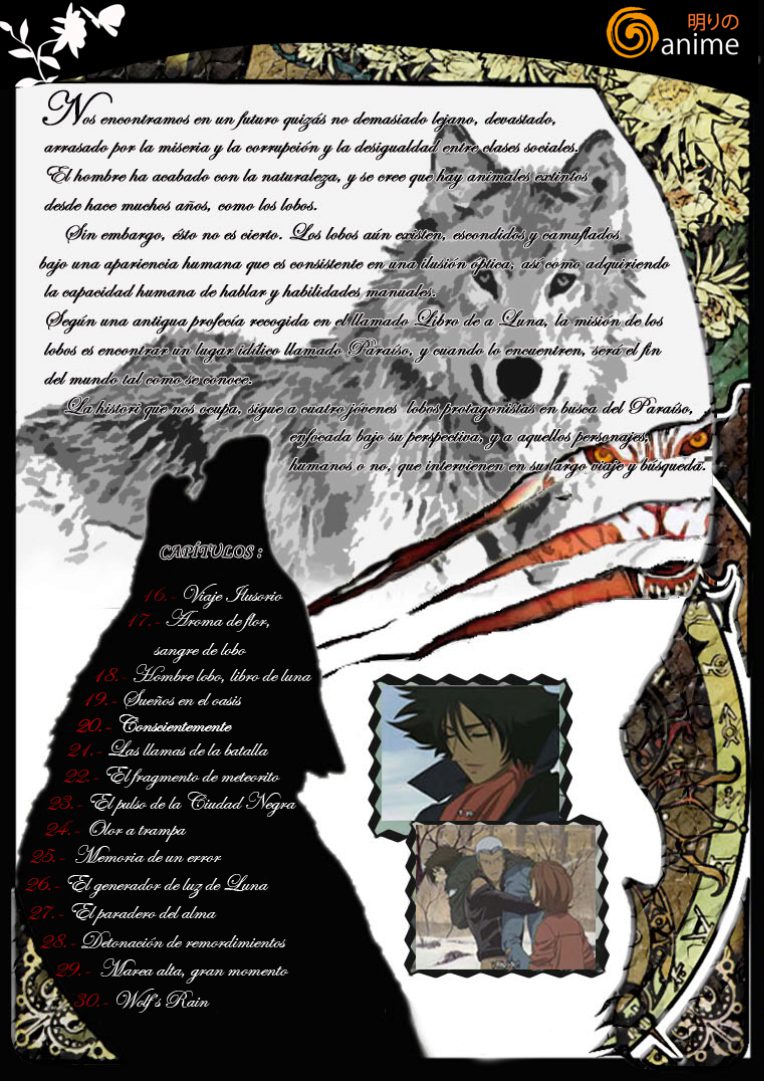 明りの
anime
Nos encontramos en un futuro quizás no demasiado lejano, devastado,
arrasado por la miseria y la corrupción y la desigualdad entre clases sociales.
El hombre ha acabado con la naturaleza, y se cree que hay animales extintos
desde hace muchos años, como los lobos.
Sin embargo, ésto no es cierto. Los lobos aún existen, escondidos y camuflados
bajo una apariencia humana que es consistente en una ilusión óptica, así como adquiriendo
la capacidad humana de hablar y habilidades manuales.
Según una antigua profecía recogida en el llamado Libro de a Luna, la misión de los
lobos es encontrar un lugar idílico llamado Paraíso, y cuando lo encuentren, será el fin
del mundo tal como se conoce.
La histori que nos ocupa, sigue a cuatro jóvenes lobos protagonistas en busca del Paraíso,
enfocada bajo su perspectiva, y a aquellos personajes,
humanos o no, que intervienen en su largo viaje y búsqueda.
CAPÍTULOS :
16.- Viaje Ilusorio
17.- Aroma de flor,
sangre de lobo
18.- Hombre lobo, libro de luna
19.- Sueños en el oasis
20.- Conscientemente
21.- Las llamas de la batalla
22.- El fragmento de meteorito
23.- El pulso de la Ciudad Negra
24.- Olor a trampa
25.- Memoria de un error
26.- El generador de luz de Luna
27.- El paradero del alma
28.- Detonación de remordimientos
29.- Marea alta, gran momento
30.- Wolf's Rain